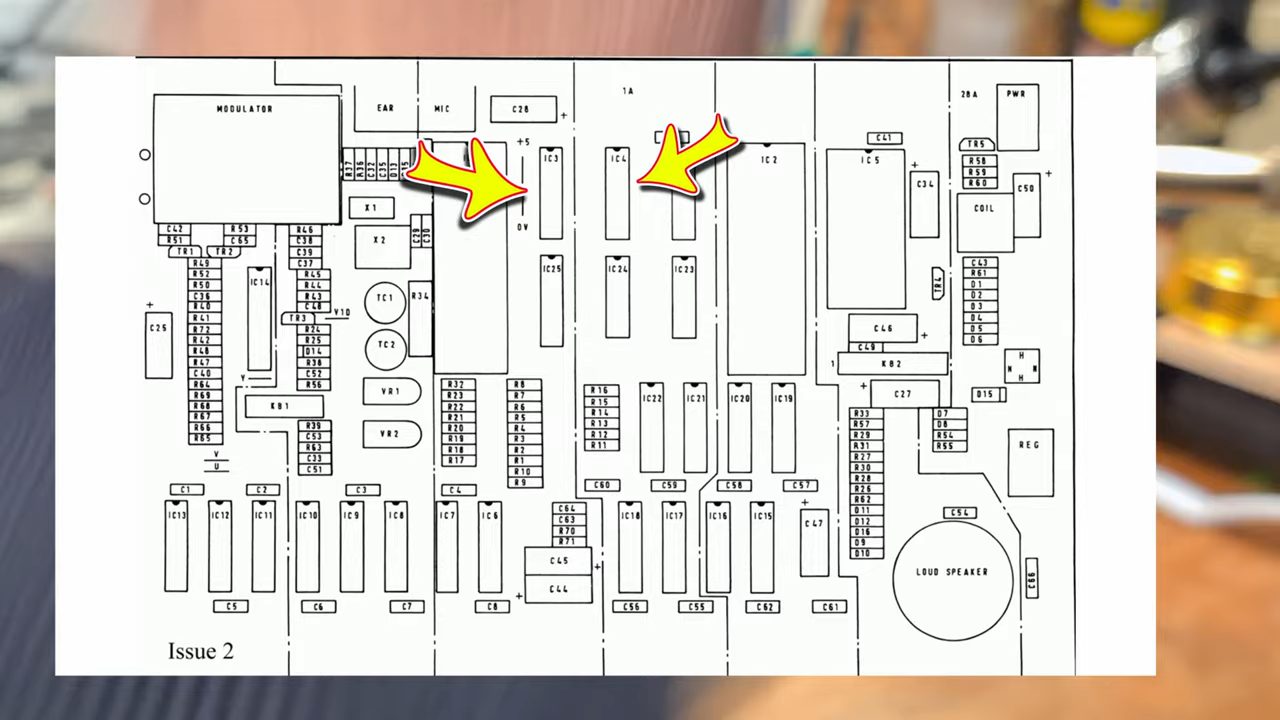 MODULATOR
EAR
MIC
C28
+
1A
28A
PWR
+5
IC3
IC4
IC2
C41
IC5
TR5
R58
R59
R60
+
C34
C50
+
COIL
R37
R36
C32
C35
D13
X1
X2
C29
C30
0V
C42
R51
R53
C65
TR1
TR2
R46
C38
C39
C37
R49
R52
R50
C36
R40
R41
R72
R42
R48
R47
C40
R64
R69
R68
R67
R66
R65
IC14
R45
R44
R43
C48
TR3
V10
R24
R25
D14
R38
C52
R56
TC1
TC2
R34
IC25
IC24
IC23
TR4
C43
R61
D1
D2
D3
D4
D5
D6
+
C25
Y
KB1
VR1
VR2
C46
+
C49
1
KB2
+
C27
H
N
N
H
D15
R32
R23
R22
R21
R20
R19
R18
R17
R8
R7
R6
R5
R4
R3
R2
R1
R10
R9
R16
R15
R14
R13
R12
R11
IC22
IC21
IC20
IC19
R33
R57
R29
R31
R27
R30
R28
R26
R62
D11
D12
D16
D9
D10
D7
D8
R54
R55
REG
R39
C53
R63
C33
C51
V
U
C1
C2
C3
C4
C60
C59
C58
C57
IC13
IC12
IC11
IC10
IC9
IC8
IC7
IC6
C64
C63
R70
R71
IC18
IC17
IC16
IC15
+
C47
C54
C45
+
C44
+
LOUD SPEAKER
C66
C5
C6
C7
C8
C56
C55
C62
C61
Issue 2